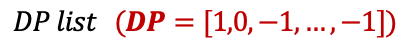 DP list (DP = [1,0, −1, … , −1])